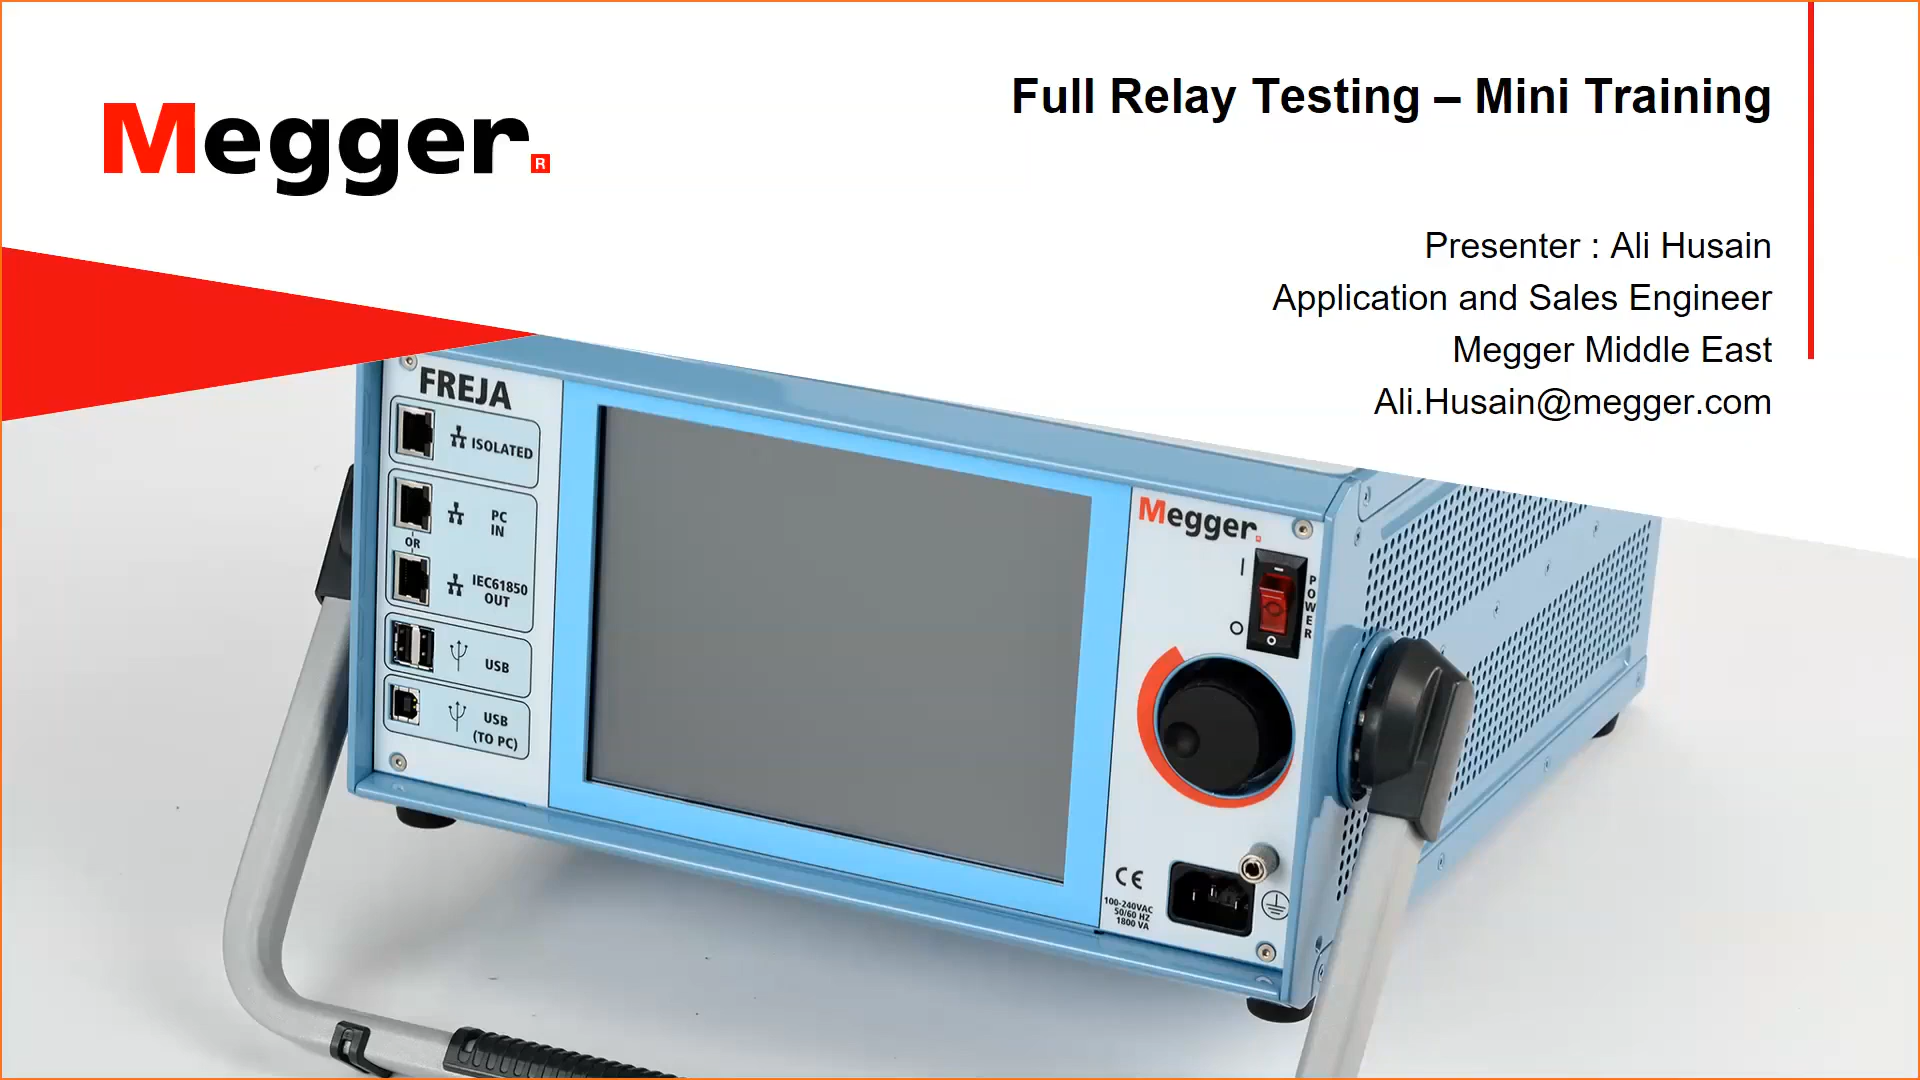 Megger.
R
Full Relay Testing – Mini Training
Presenter : Ali Husain
Application and Sales Engineer
Megger Middle East
Ali.Husain@megger.com
FREJA
ISOLATED
PC
IN
OR
IEC61850
OUT
USB
USB
(TO PC)
Megger.
POWER
CE
100-240VAC
50/60 HZ
1800 VA